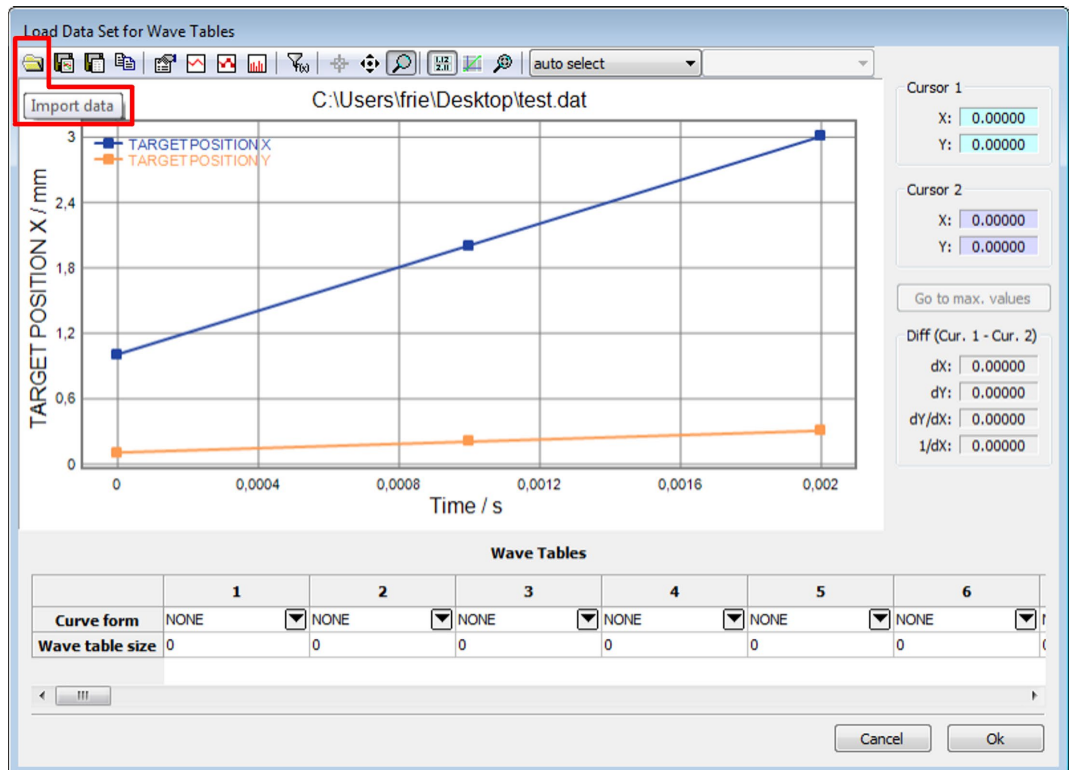 Load Data Set for Wave Tables
f(x)
auto select
Import data
C:\Users\frie\Desktop\test.dat
TARGET POSITION X
TARGET POSITION Y
TARGET POSITION X / mm
3
2,4
1,8
1,2
0,6
0
0 0,0004 0,0008 0,0012 0,0016 0,002
Time / s
Cursor 1
X: 0.00000
Y: 0.00000
Cursor 2
X: 0.00000
Y: 0.00000
Go to max. values
Diff (Cur. 1 - Cur. 2)
dX: 0.00000
dY: 0.00000
dY/dX: 0.00000
1/dX: 0.00000
Wave Tables
1 2 3 4 5 6
Curve form NONE NONE NONE NONE NONE NONE
Wave table size 0 0 0 0 0 0
Cancel Ok